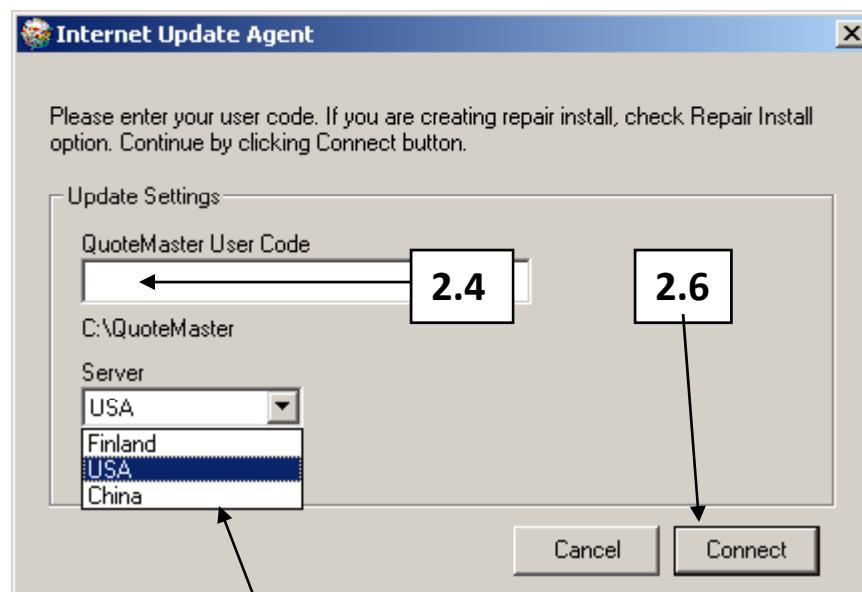 Internet Update Agent
Please enter your user code. If you are creating repair install, check Repair Install
option. Continue by clicking Connect button.
Update Settings
QuoteMaster User Code
2.4
2.6
C:\QuoteMaster
Server
USA
Finland
USA
China
Cancel
Connect